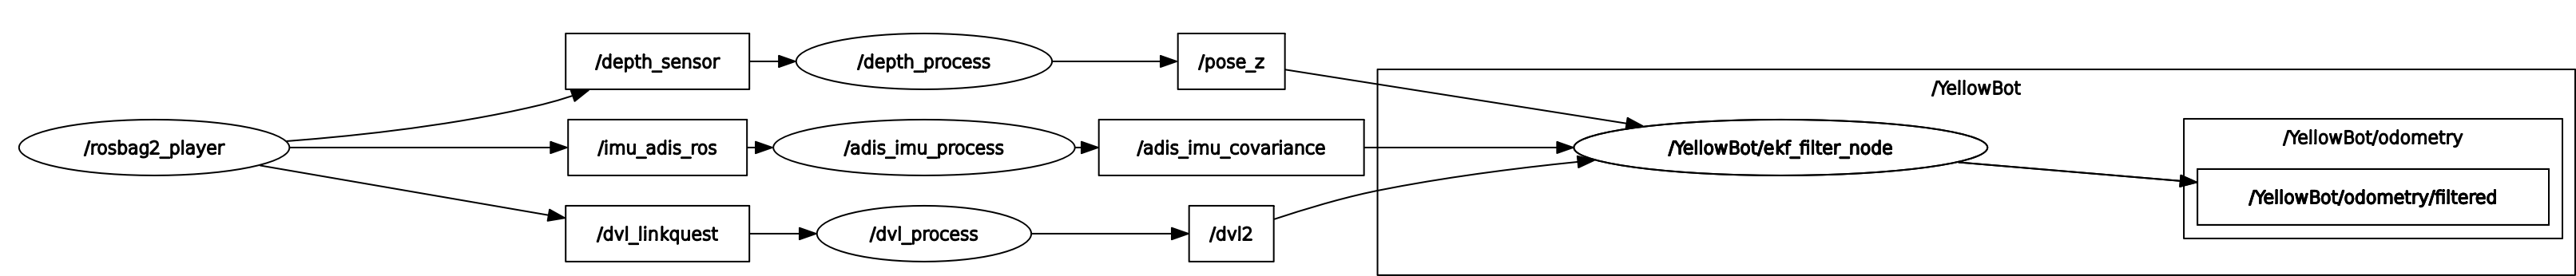 /rosbag2_player
/depth_sensor
/depth_process
/pose_z
/imu_adis_ros
/adis_imu_process
/adis_imu_covariance
/dvl_linkquest
/dvl_process
/dvl2
/YellowBot
/YellowBot/ekf_filter_node
/YellowBot/odometry
/YellowBot/odometry/filtered